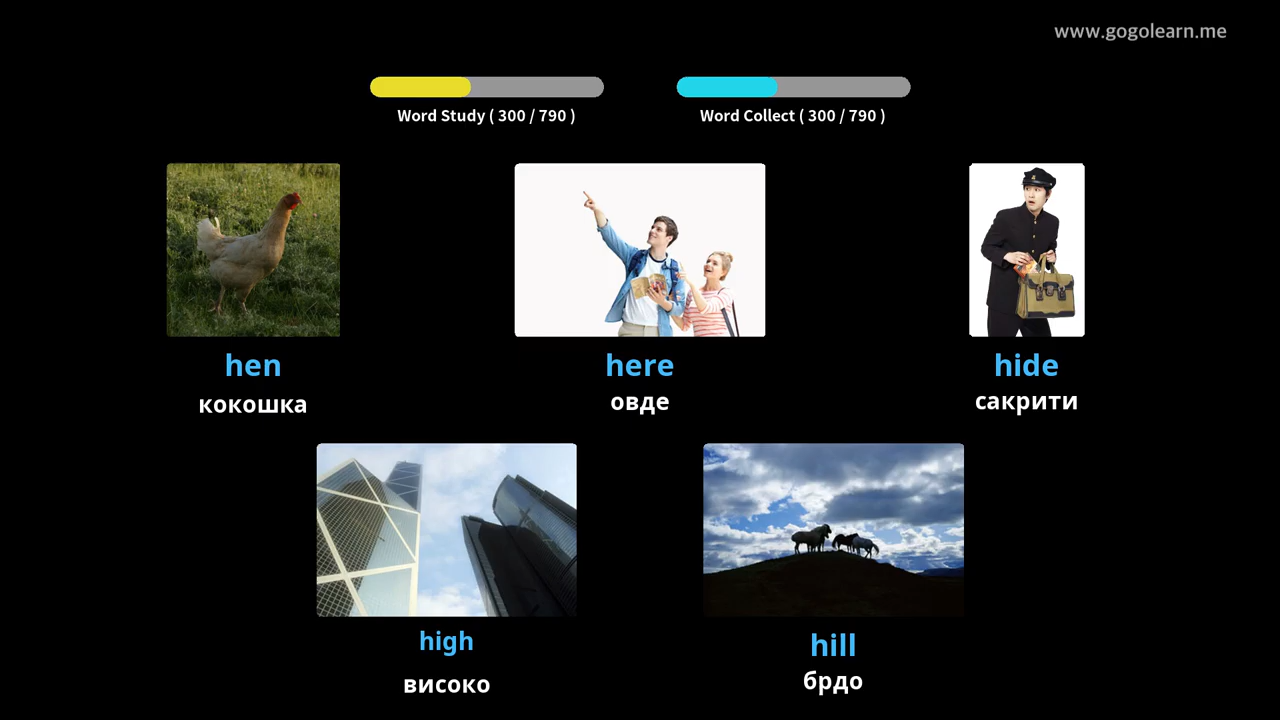 www.gogolearn.me
Word Study ( 300 / 790 )
Word Collect ( 300 / 790 )
hen
here
hide
кокошка
овде
сакрити
high
hill
високо
брдо